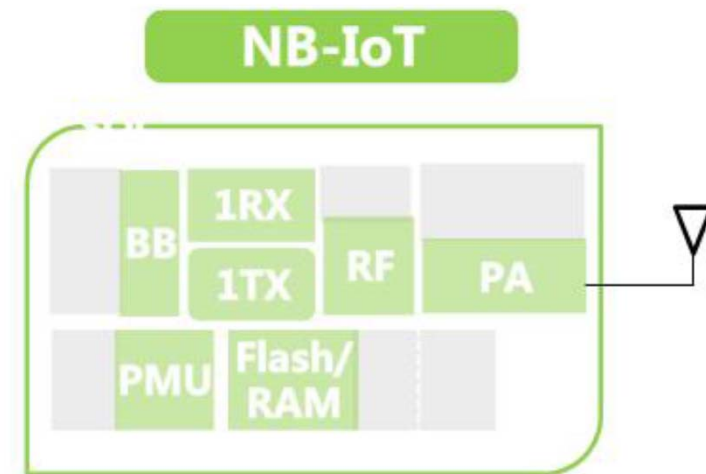 NB-IoT
1RX
BB
1TX
RF
PA
PMU
Flash/
RAM